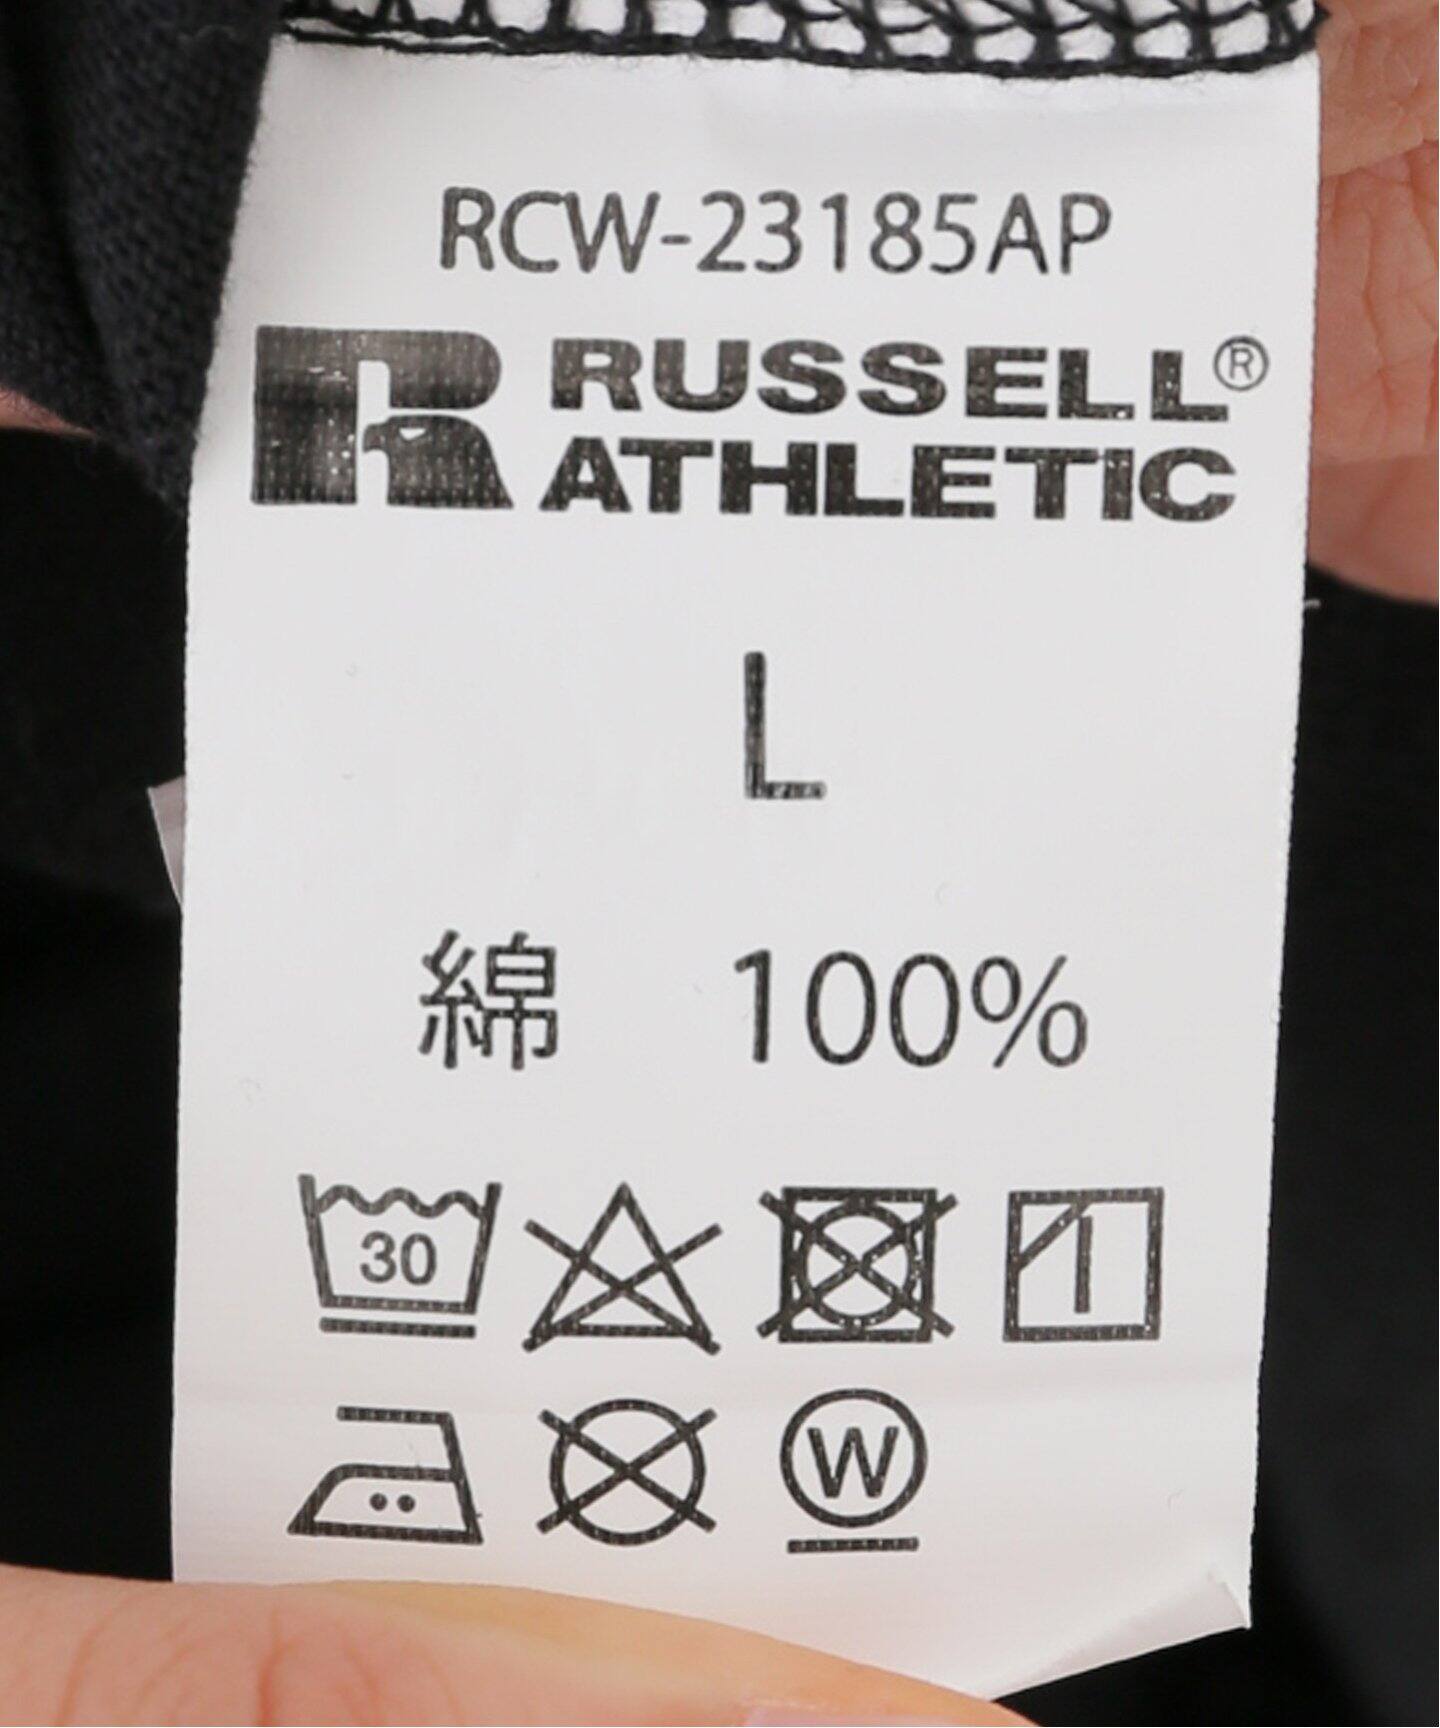 RCW-23185AP
RUSSELL®
ATHLETIC
L
綿 100%
30
W